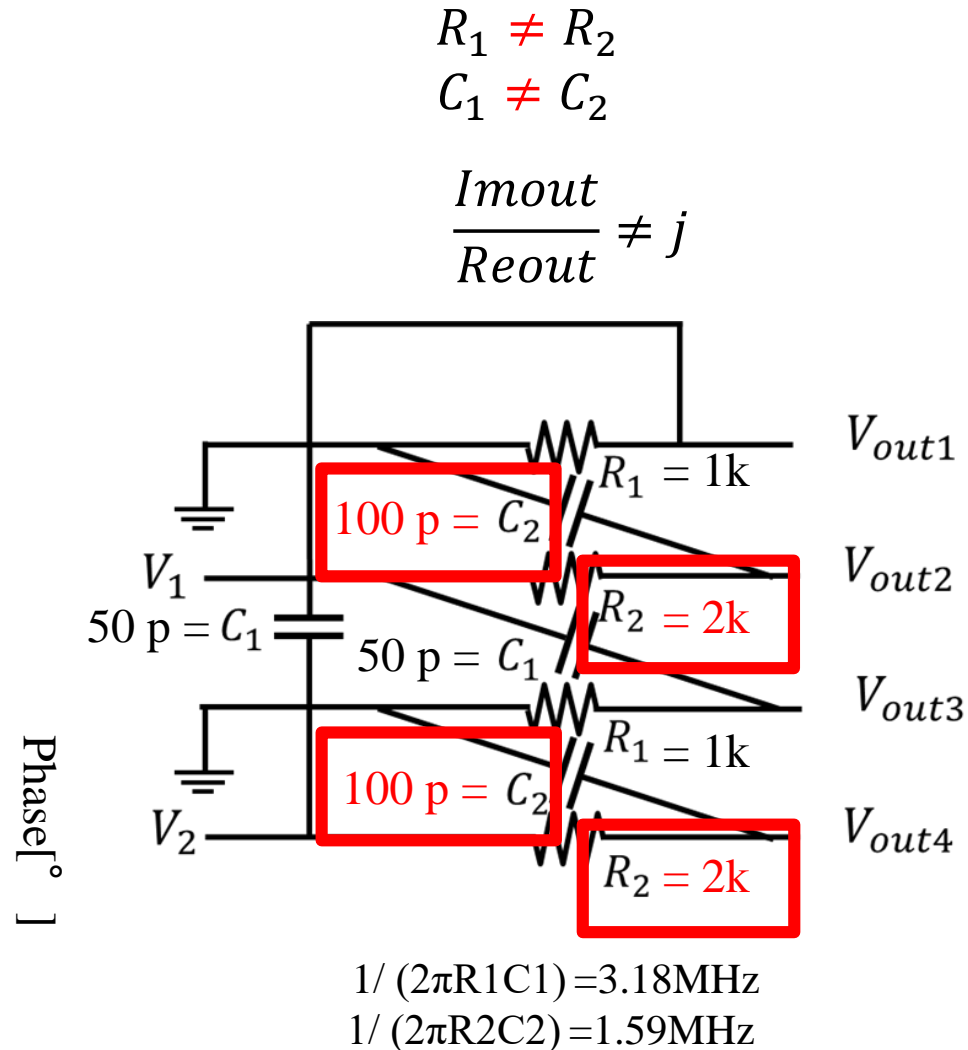 R₁ ≠ R₂
C₁ ≠ C₂
Imout
Reout
≠ j
V_out1
R₁ = 1k
100 p = C₂
V₁
V_out2
R₂ = 2k
50 p = C₁
50 p = C₁
V_out3
R₁ = 1k
100 p = C₂
V₂
V_out4
R₂ = 2k
Phase[° ]
1/ (2πR1C1) =3.18MHz
1/ (2πR2C2) =1.59MHz